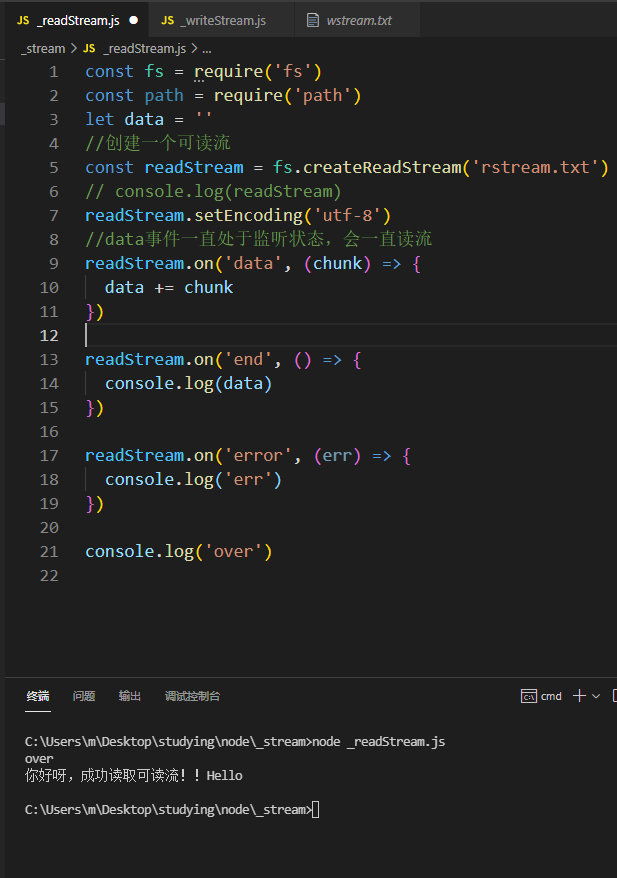 JS _readStream.js ● JS _writeStream.js wstream.txt
_stream > JS _readStream.js > ...
1 const fs = require('fs')
2 const path = require('path')
3 let data = ''
4 //创建一个可读流
5 const readStream = fs.createReadStream('rstream.txt')
6 // console.log(readStream)
7 readStream.setEncoding('utf-8')
8 //data事件一直处于监听状态，会一直读流
9 readStream.on('data', (chunk) => {
10 data += chunk
11 })
12
13 readStream.on('end', () => {
14 console.log(data)
15 })
16
17 readStream.on('error', (err) => {
18 console.log('err')
19 })
20
21 console.log('over')
22
终端 问题 输出 调试控制台 cmd
C:\Users\m\Desktop\studying\node\_stream>node _readStream.js
over
你好呀，成功读取可读流！！Hello
C:\Users\m\Desktop\studying\node\_stream>